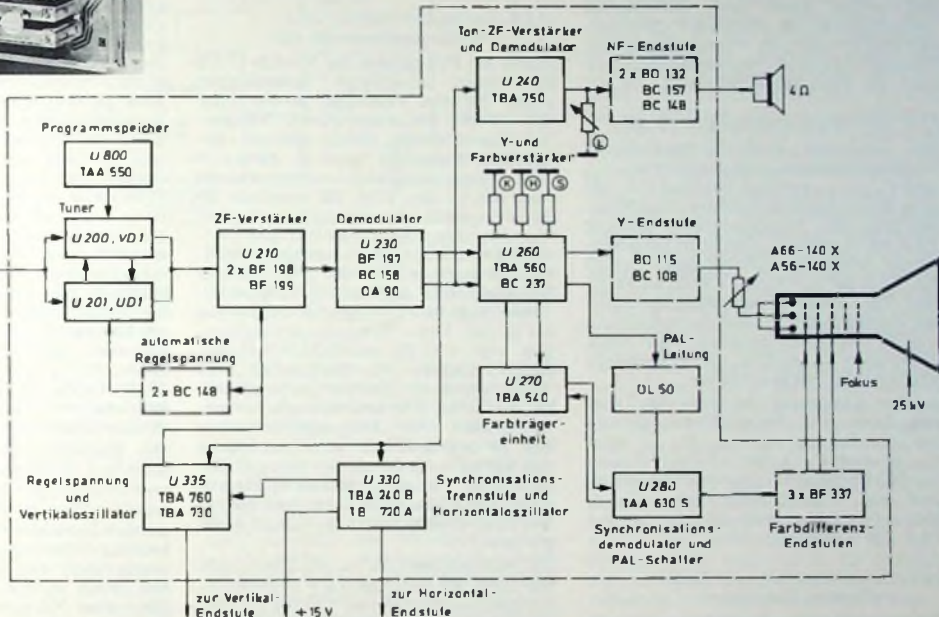 Ton-ZF-Verstärker
und Demodulator
U 240
TBA 750
NF-Endstufe
2 x BD 132
BC 157
BC 148
4Ω
L
Programmspeicher
U 800
TAA 550
Tuner
U 200, VD1
U 201, UD1
ZF-Verstärker
U 210
2 x BF 198
BF 199
Demodulator
U 230
BF 197
BC 158
OA 90
Y-und
Farbverstärker
K
H
S
U 260
TBA 560
BC 237
Y-Endstufe
BD 115
BC 108
A66-140 X
A56-140 X
Fokus
25 kV
automatische
Regelspannung
2 x BC 148
U 270
TBA 540
Farbträger-
einheit
PAL-
Leitung
DL 50
Regelspannung
und
Vertikaloszillator
U 335
TBA 760
TBA 730
U 330
TBA 240 B
TB 720 A
Synchronisations-
Trennstufe und
Horizontaloszillator
U 280
TAA 630 S
Synchronisations-
demodulator und
PAL-Schalter
3 x BF 337
Farbdifferenz-
Endstufen
zur Vertikal-
Endstufe
+15 V
zur Horizontal-
Endstufe